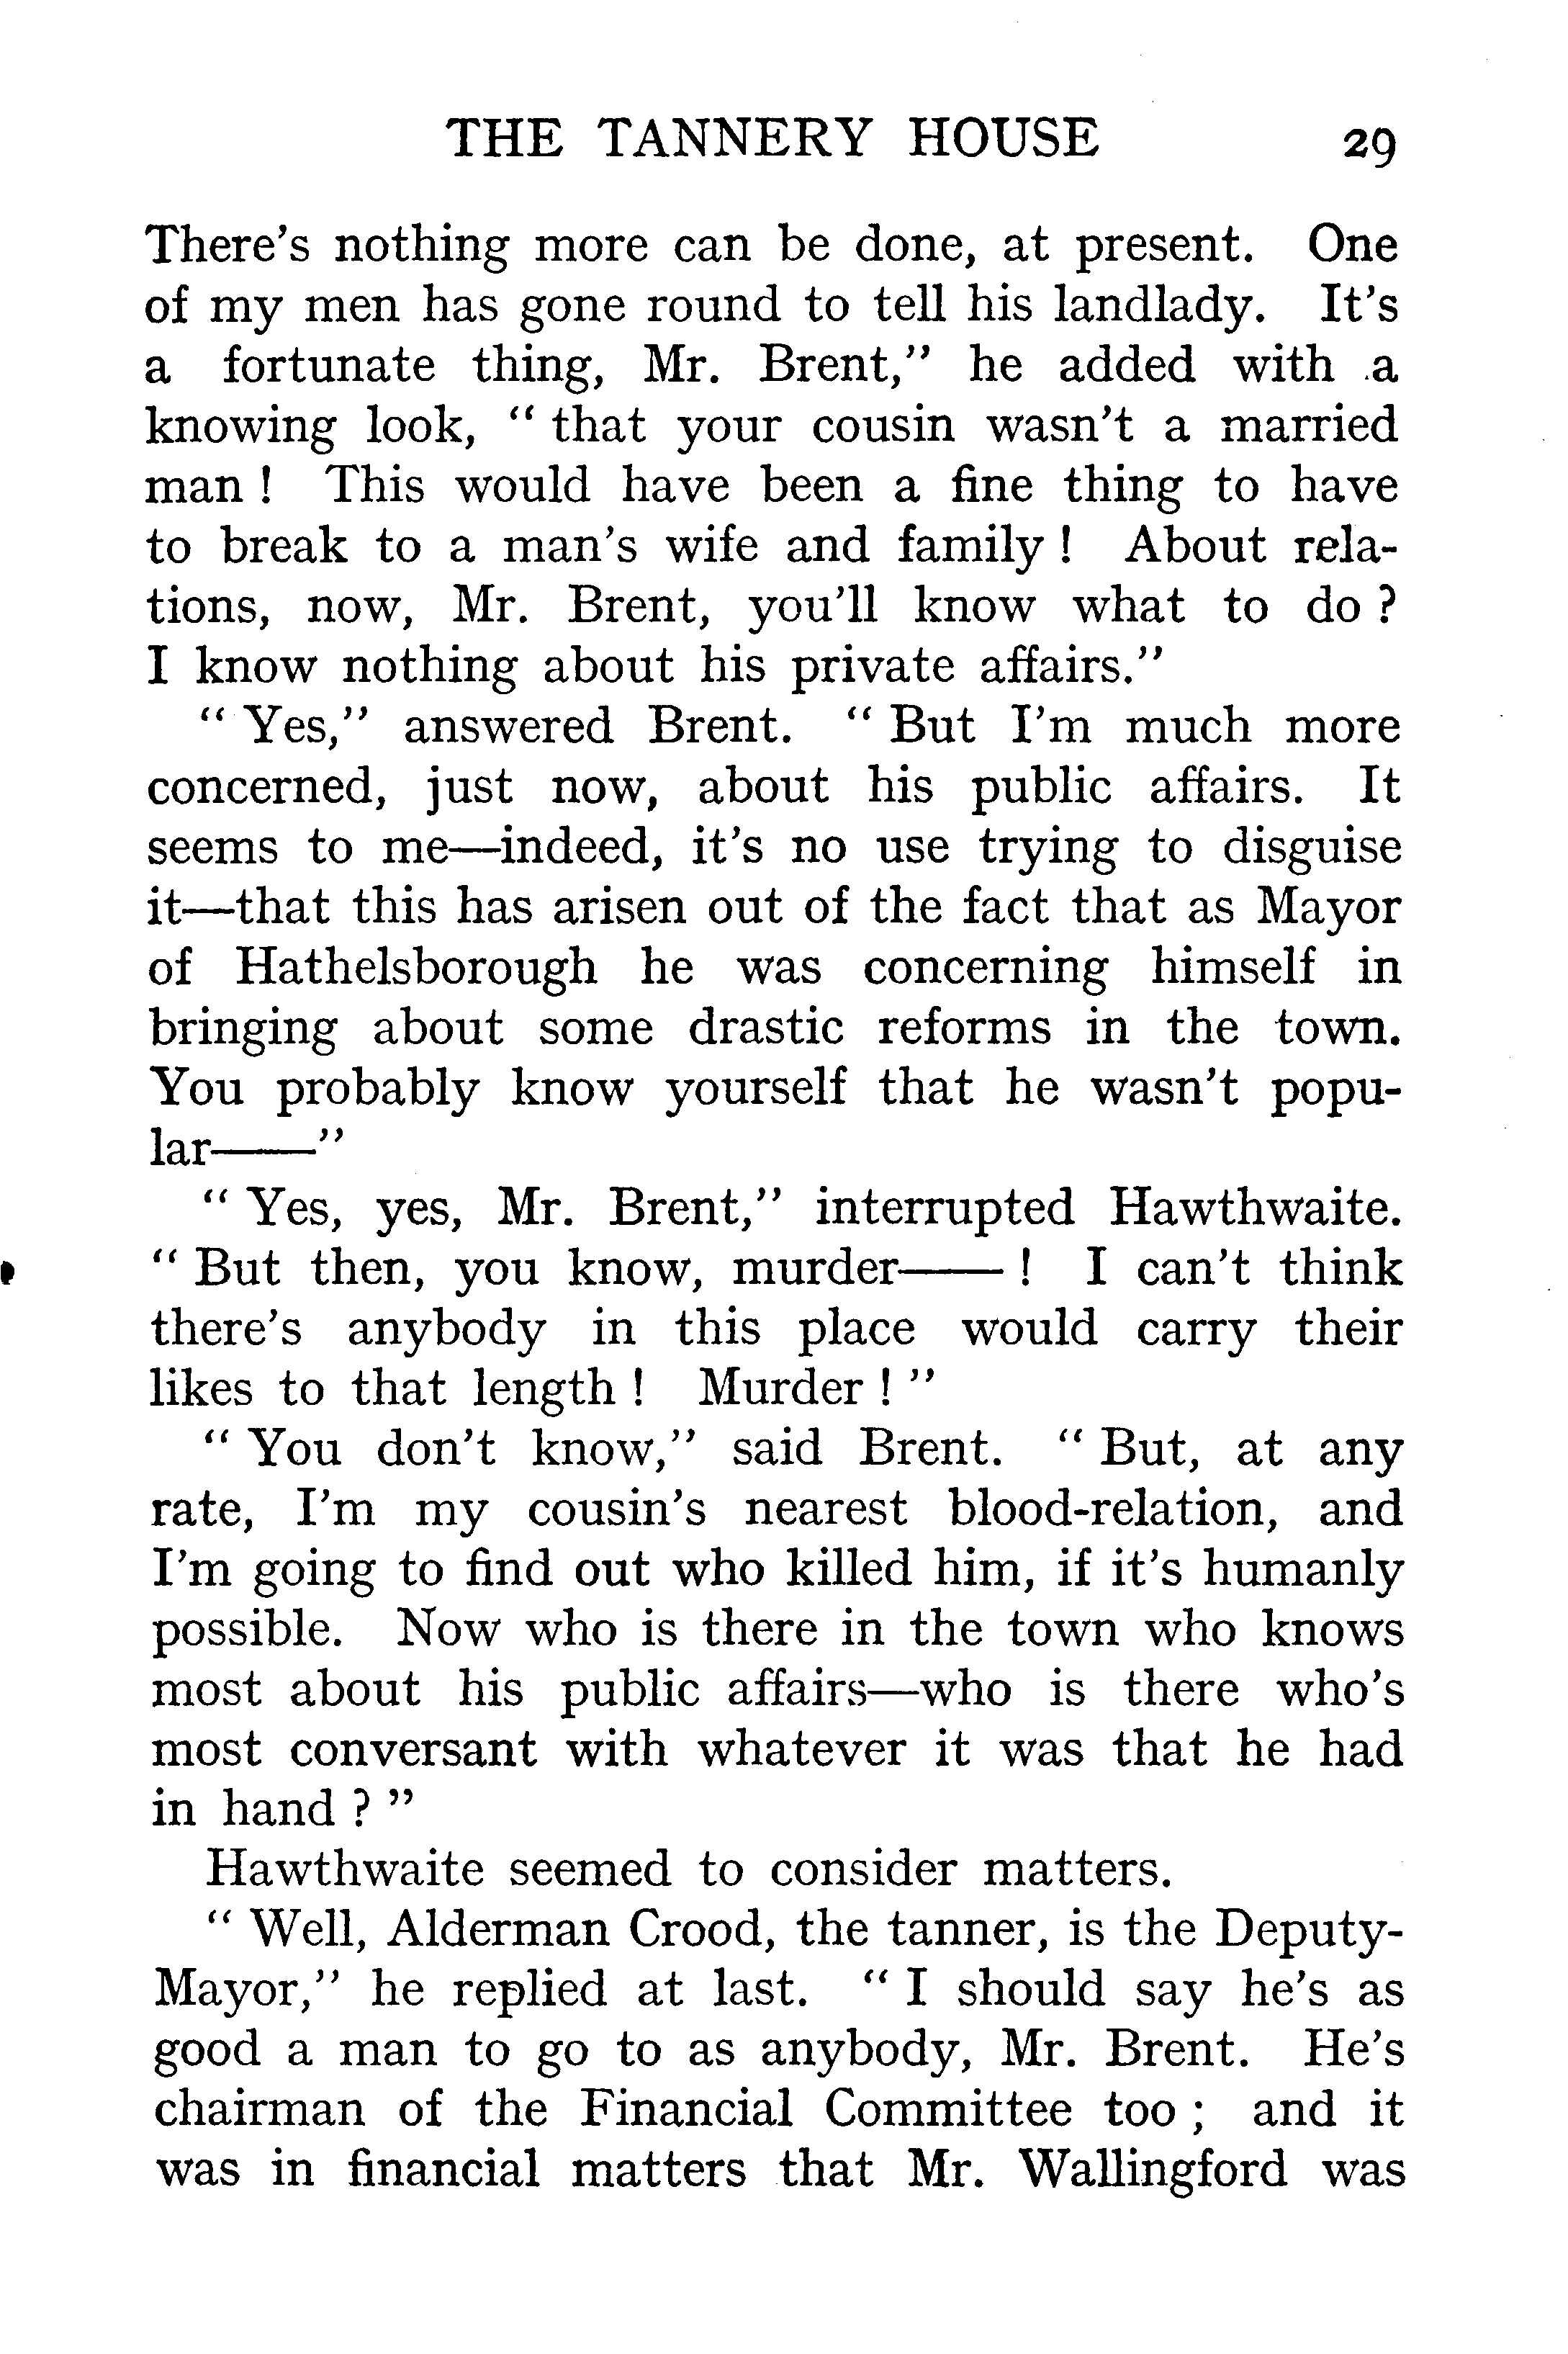 THE TANNERY HOUSE 29
There's nothing more can be done, at present. One
of my men has gone round to tell his landlady. It's
a fortunate thing, Mr. Brent,” he added with a
knowing look, “ that your cousin wasn't a married
man ! This would have been a fine thing to have
to break to a man's wife and family ! About rela-
tions, now, Mr. Brent, you'll know what to do ?
I know nothing about his private affairs.”
“ Yes,” answered Brent. “ But I'm much more
concerned, just now, about his public affairs. It
seems to me—indeed, it's no use trying to disguise
it—that this has arisen out of the fact that as Mayor
of Hathelsborough he was concerning himself in
bringing about some drastic reforms in the town.
You probably know yourself that he wasn't popu-
lar——”
“ Yes, yes, Mr. Brent,” interrupted Hawthwaite.
“ But then, you know, murder—— ! I can't think
there's anybody in this place would carry their
likes to that length ! Murder ! ”
“ You don't know,” said Brent. “ But, at any
rate, I'm my cousin's nearest blood-relation, and
I'm going to find out who killed him, if it's humanly
possible. Now who is there in the town who knows
most about his public affairs—who is there who's
most conversant with whatever it was that he had
in hand ? ”
Hawthwaite seemed to consider matters.
“ Well, Alderman Crood, the tanner, is the Deputy-
Mayor,” he replied at last. “ I should say he's as
good a man to go to as anybody, Mr. Brent. He's
chairman of the Financial Committee too ; and it
was in financial matters that Mr. Wallingford was